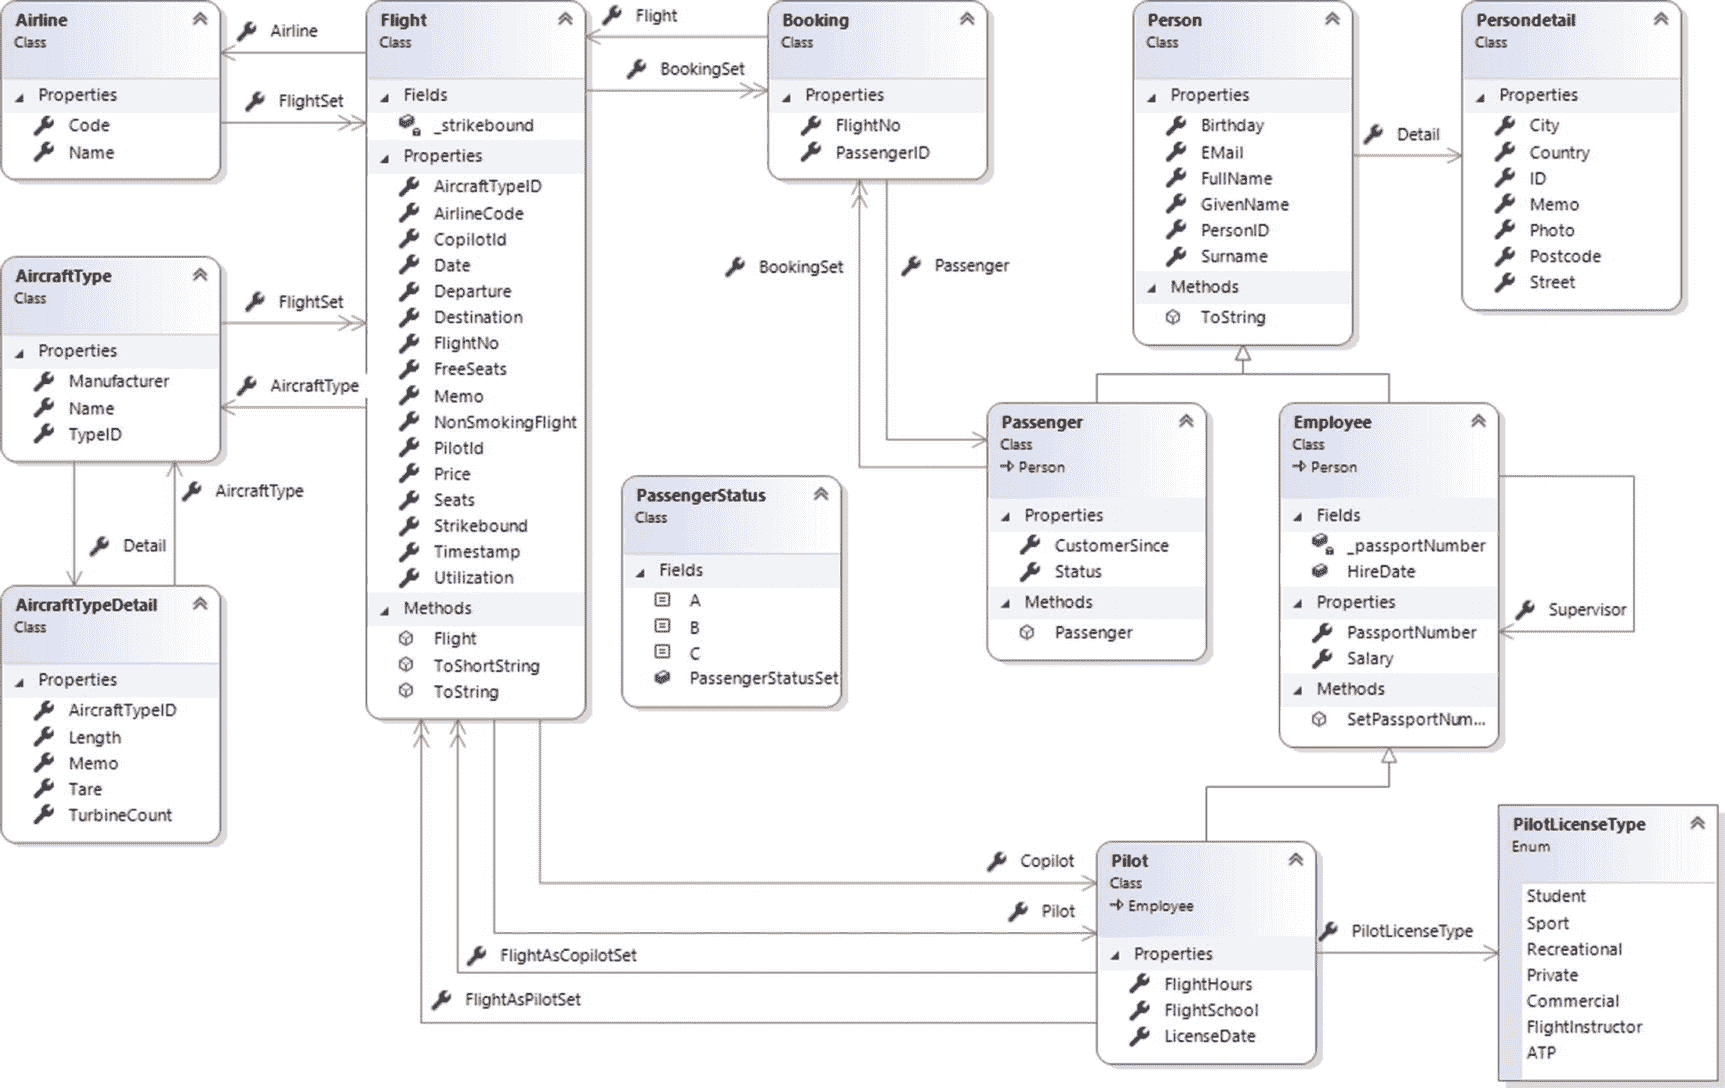 Airline
Class
Properties
Code
Name
Airline
FlightSet
Flight
Class
Fields
_strikebound
Properties
AircraftTypeID
AirlineCode
CopilotId
Date
Departure
Destination
FlightNo
FreeSeats
Memo
NonSmokingFlight
PilotId
Price
Seats
Strikebound
Timestamp
Utilization
Methods
Flight
ToShortString
ToString
Flight
BookingSet
Booking
Class
Properties
FlightNo
PassengerID
BookingSet
Passenger
Person
Class
Properties
Birthday
EMail
FullName
GivenName
PersonID
Surname
Methods
ToString
Detail
Persondetail
Class
Properties
City
Country
ID
Memo
Photo
Postcode
Street
AircraftType
Class
Properties
Manufacturer
Name
TypeID
FlightSet
AircraftType
AircraftType
Detail
AircraftTypeDetail
Class
Properties
AircraftTypeID
Length
Memo
Tare
TurbineCount
PassengerStatus
Class
Fields
A
B
C
PassengerStatusSet
Passenger
Class
Person
Properties
CustomerSince
Status
Methods
Passenger
Employee
Class
Person
Fields
_passportNumber
HireDate
Properties
PassportNumber
Salary
Methods
SetPassportNum...
Supervisor
Copilot
Pilot
FlightAsCopilotSet
FlightAsPilotSet
Pilot
Class
Employee
Properties
FlightHours
FlightSchool
LicenseDate
PilotLicenseType
PilotLicenseType
Enum
Student
Sport
Recreational
Private
Commercial
FlightInstructor
ATP